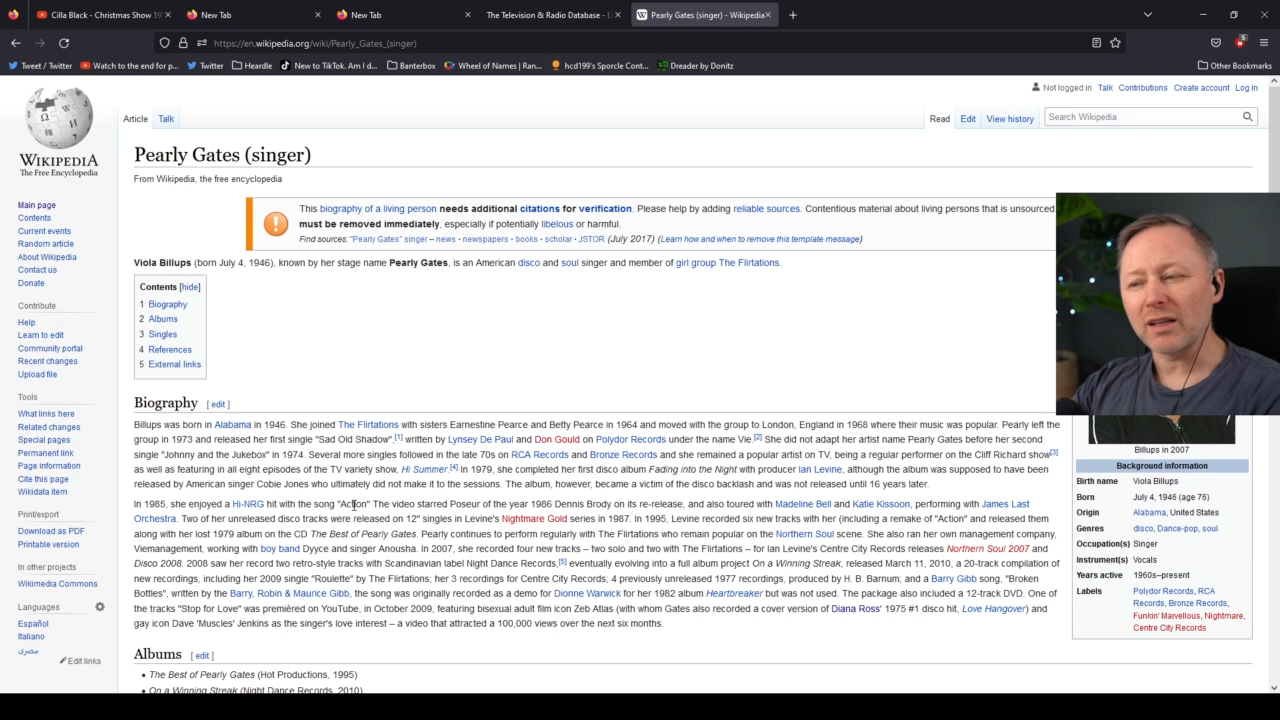 Cilla Black - Christmas Show 19
New Tab
New Tab
The Television & Radio Database - Li
Pearly Gates (singer) - Wikipedia
https://en.wikipedia.org/wiki/Pearly_Gates_(singer)
5
Tweet / Twitter
Watch to the end for p...
Twitter
Heardle
New to TikTok. Am I d...
Banterbox
Wheel of Names | Ran...
hcd199's Sporcle Cont...
Dreader by Donitz
Other Bookmarks
Not logged in Talk Contributions Create account Log in
Article Talk
Read Edit View history
Search Wikipedia
WIKIPEDIA
The Free Encyclopedia
Main page
Contents
Current events
Random article
About Wikipedia
Contact us
Donate
Contribute
Help
Learn to edit
Community portal
Recent changes
Upload file
Tools
What links here
Related changes
Special pages
Permanent link
Page information
Cite this page
Wikidata item
Print/export
Download as PDF
Printable version
In other projects
Wikimedia Commons
Languages
Español
Italiano
مصرى
Edit links
Pearly Gates (singer)
From Wikipedia, the free encyclopedia
This biography of a living person needs additional citations for verification. Please help by adding reliable sources. Contentious material about living persons that is unsourced
must be removed immediately, especially if potentially libelous or harmful.
Find sources: "Pearly Gates" singer – news · newspapers · books · scholar · JSTOR (July 2017) (Learn how and when to remove this template message)
Viola Billups (born July 4, 1946), known by her stage name Pearly Gates, is an American disco and soul singer and member of girl group The Flirtations.
Contents [hide]
1 Biography
2 Albums
3 Singles
4 References
5 External links
Biography [ edit ]
Billups was born in Alabama in 1946. She joined The Flirtations with sisters Earnestine Pearce and Betty Pearce in 1964 and moved with the group to London, England in 1968 where their music was popular. Pearly left the
group in 1973 and released her first single "Sad Old Shadow",[1] written by Lynsey De Paul and Don Gould on Polydor Records under the name Vie.[2] She did not adapt her artist name Pearly Gates before her second
single "Johnny and the Jukebox" in 1974. Several more singles followed in the late 70s on RCA Records and Bronze Records and she remained a popular artist on TV, being a regular performer on the Cliff Richard show[3]
as well as featuring in all eight episodes of the TV variety show, Hi Summer.[4] In 1979, she completed her first disco album Fading into the Night with producer Ian Levine, although the album was supposed to have been
released by American singer Cobie Jones who ultimately did not make it to the sessions. The album, however, became a victim of the disco backlash and was not released until 16 years later.
In 1985, she enjoyed a Hi-NRG hit with the song "Action" The video starred Poseur of the year 1986 Dennis Brody on its re-release, and also toured with Madeline Bell and Katie Kissoon, performing with James Last
Orchestra. Two of her unreleased disco tracks were released on 12" singles in Levine's Nightmare Gold series in 1987. In 1995, Levine recorded six new tracks with her (including a remake of "Action" and released them
along with her lost 1979 album on the CD The Best of Pearly Gates. Pearly continues to perform regularly with The Flirtations who remain popular on the Northern Soul scene. She also ran her own management company,
Viemanagement, working with boy band Dyyce and singer Anousha. In 2007, she recorded four new tracks – two solo and two with The Flirtations – for Ian Levine's Centre City Records releases Northern Soul 2007 and
Disco 2008. 2008 saw her record two retro-style tracks with Scandinavian label Night Dance Records,[5] eventually evolving into a full album project On a Winning Streak, released March 11, 2010, a 20-track compilation of
new recordings, including her 2009 single "Roulette" by The Flirtations; her 3 recordings for Centre City Records; 4 previously unreleased 1977 recordings, produced by H. B. Barnum; and a Barry Gibb song, "Broken
Bottles", written by the Barry, Robin & Maurice Gibb, the song was originally recorded as a demo for Dionne Warwick for her 1982 album Heartbreaker but was not used. The package also included a 12-track DVD. One of
the tracks "Stop for Love" was premièred on YouTube, in October 2009, featuring bisexual adult film icon Zeb Atlas (with whom Gates also recorded a cover version of Diana Ross' 1975 #1 disco hit, Love Hangover) and
gay icon Dave 'Muscles' Jenkins as the singer's love interest – a video that attracted a 100,000 views over the next six months.
Albums [ edit ]
• The Best of Pearly Gates (Hot Productions, 1995)
• On a Winning Streak (Night Dance Records, 2010)
Billups in 2007
Background information
Birth name Viola Billups
Born July 4, 1946 (age 76)
Origin Alabama, United States
Genres disco, Dance-pop, soul
Occupation(s) Singer
Instrument(s) Vocals
Years active 1960s–present
Labels Polydor Records, RCA
Records, Bronze Records,
Funkin' Marvellous, Nightmare,
Centre City Records